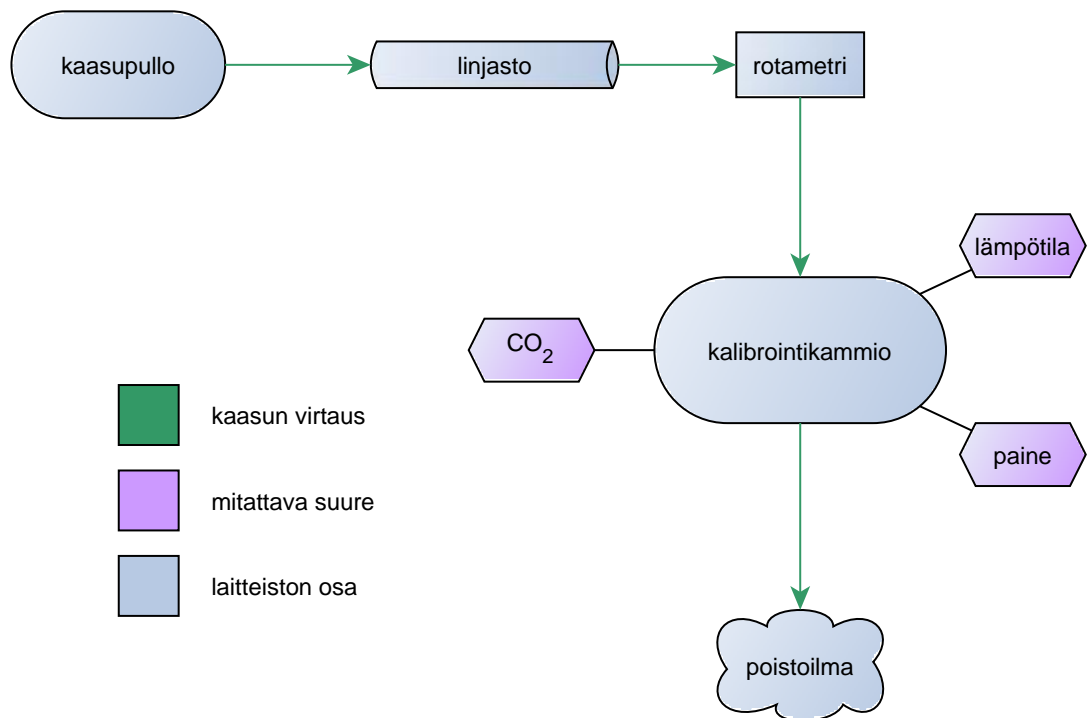 kaasupullo
linjasto
rotametri
lämpötila
CO₂
kalibrointikammio
paine
kaasun virtaus
mitattava suure
laitteiston osa
poistoilma